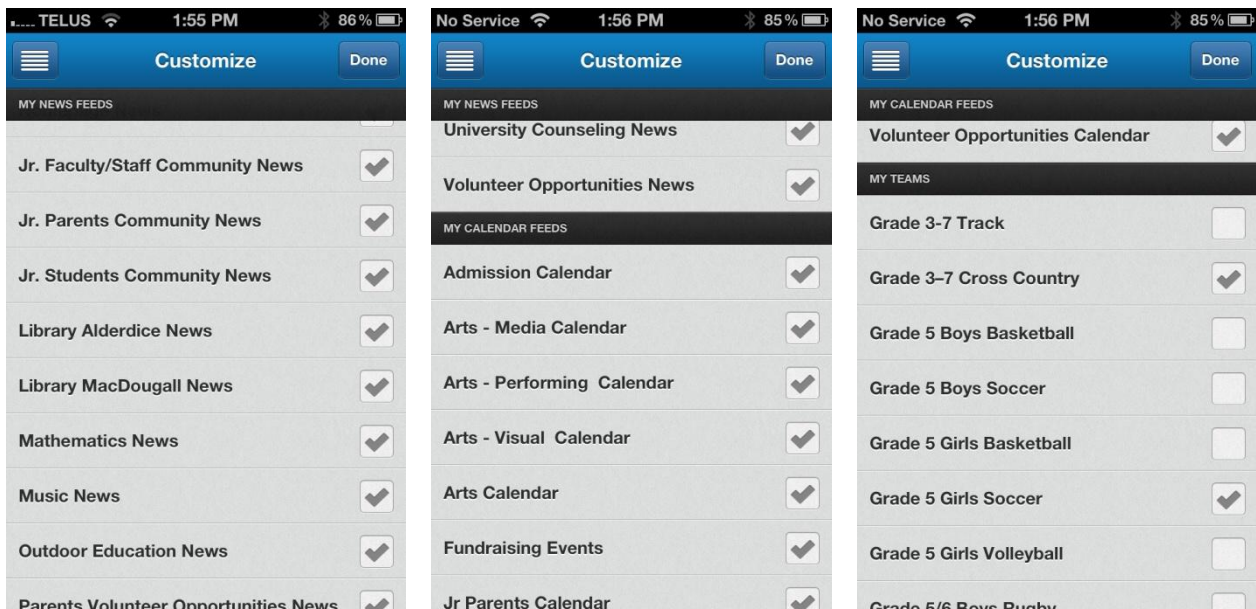 TELUS 1:55 PM 86%
Customize Done
MY NEWS FEEDS
Jr. Faculty/Staff Community News
Jr. Parents Community News
Jr. Students Community News
Library Alderdice News
Library MacDougall News
Mathematics News
Music News
Outdoor Education News
Parents Volunteer Opportunities News
No Service 1:56 PM 85%
Customize Done
MY NEWS FEEDS
University Counseling News
Volunteer Opportunities News
MY CALENDAR FEEDS
Admission Calendar
Arts - Media Calendar
Arts - Performing  Calendar
Arts - Visual  Calendar
Arts Calendar
Fundraising Events
Jr Parents Calendar
No Service 1:56 PM 85%
Customize Done
MY CALENDAR FEEDS
Volunteer Opportunities Calendar
MY TEAMS
Grade 3-7 Track
Grade 3–7 Cross Country
Grade 5 Boys Basketball
Grade 5 Boys Soccer
Grade 5 Girls Basketball
Grade 5 Girls Soccer
Grade 5 Girls Volleyball
Grade 5/6 Boys Rugby